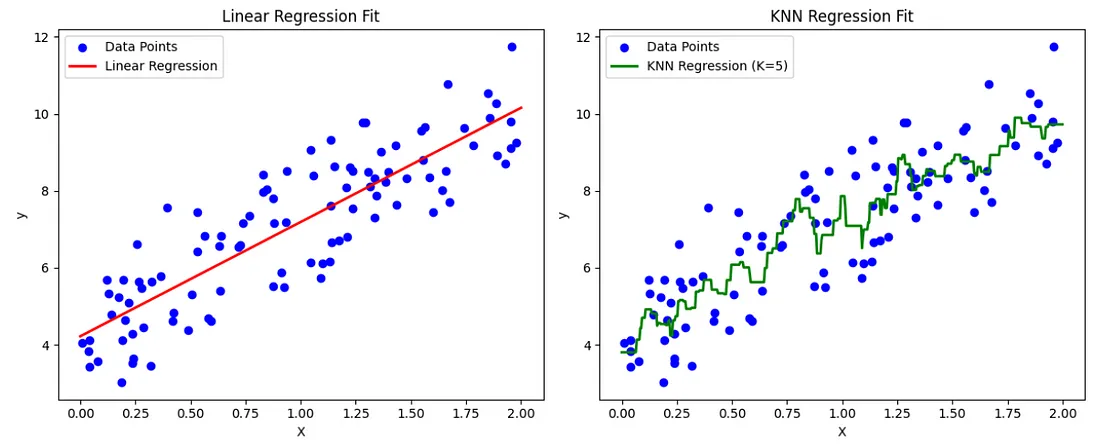 Linear Regression Fit
Data Points
Linear Regression
12
10
8
6
4
y
0.00 0.25 0.50 0.75 1.00 1.25 1.50 1.75 2.00
X
KNN Regression Fit
Data Points
KNN Regression (K=5)
12
10
8
6
4
y
0.00 0.25 0.50 0.75 1.00 1.25 1.50 1.75 2.00
X